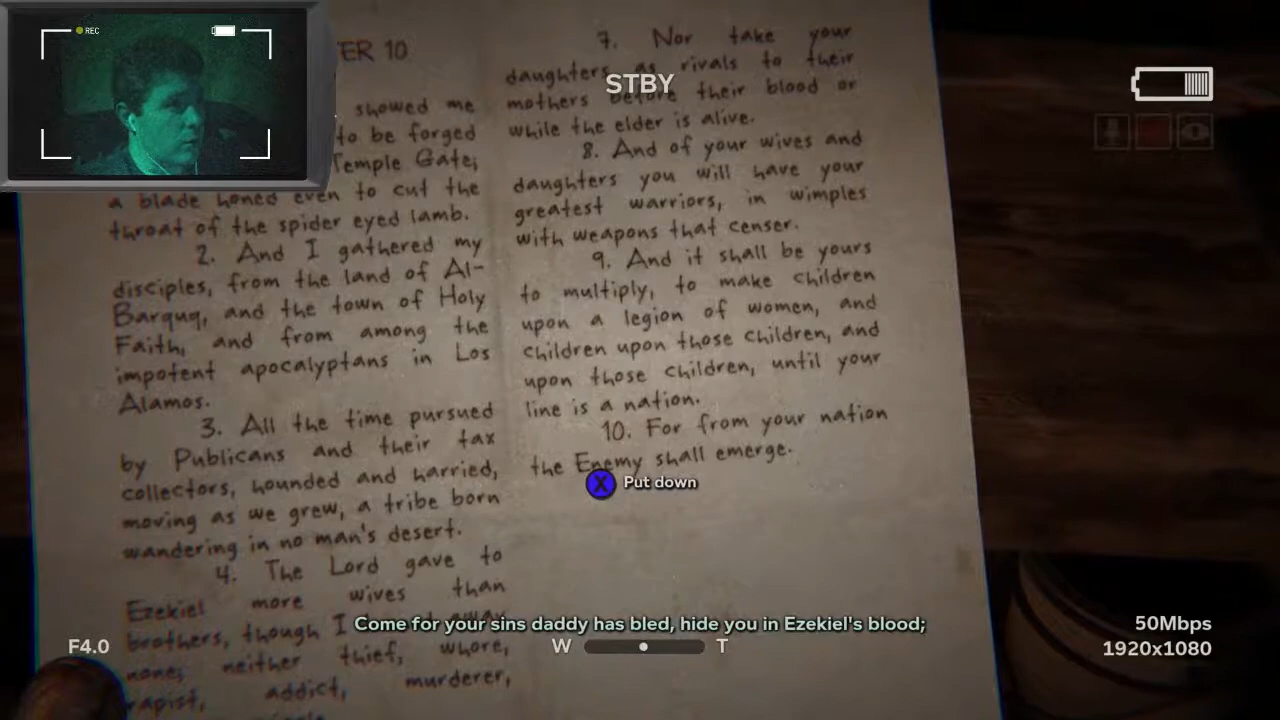 REC
TER 10
showed me
to be forged
Temple Gate;
a blade honed even to cut the
throat of the spider eyed lamb.
2. And I gathered my
disciples, from the land of Al-
Barquq, and the town of Holy
Faith, and from among the
impotent apocalyptans in Los
Alamos.
3. All the time pursued
by Publicans and their tax
collectors, hounded and harried,
moving as we grew, a tribe born
wandering in no man's desert.
4. The Lord gave to
Ezekiel more wives than
brothers, though I away
none; neither thief, whore,
rapist, addict, murderer,
7. Nor take your
daughters as rivals to their
mothers before their blood or
while the elder is alive.
8. And of your wives and
daughters you will have your
greatest warriors, in wimples
with weapons that censer.
9. And it shall be yours
to multiply, to make children
upon a legion of women, and
children upon those children, and
upon those children, until your
line is a nation.
10. For from your nation
the Enemy shall emerge.
STBY
X Put down
Come for your sins daddy has bled, hide you in Ezekiel's blood;
F4.0
W T
50Mbps
1920x1080